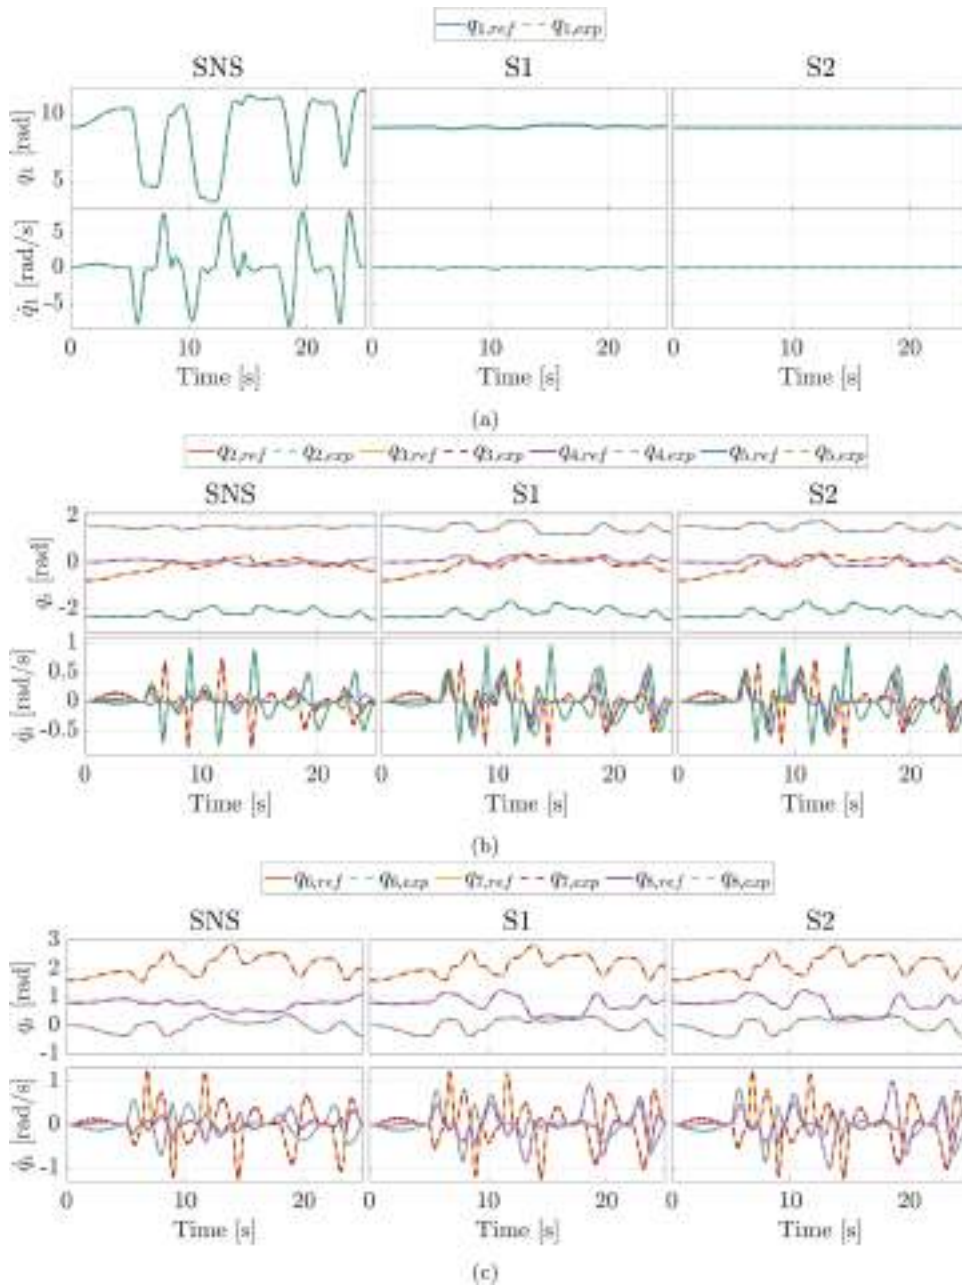 q1,ref q1,exp
SNS S1 S2
10
5
q1 [rad]
5
0
-5
q̇1 [rad/s]
0 10 20 0 10 20 0 10 20
Time [s] Time [s] Time [s]
(a)
q2,ref q2,exp q3,ref q3,exp q4,ref q4,exp q5,ref q5,exp
SNS S1 S2
2
0
-2
qi [rad]
1
0.5
0
-0.5
q̇i [rad/s]
0 10 20 0 10 20 0 10 20
Time [s] Time [s] Time [s]
(b)
q6,ref q6,exp q7,ref q7,exp q8,ref q8,exp
SNS S1 S2
3
2
1
0
-1
qi [rad]
1
0
-1
q̇i [rad/s]
0 10 20 0 10 20 0 10 20
Time [s] Time [s] Time [s]
(c)